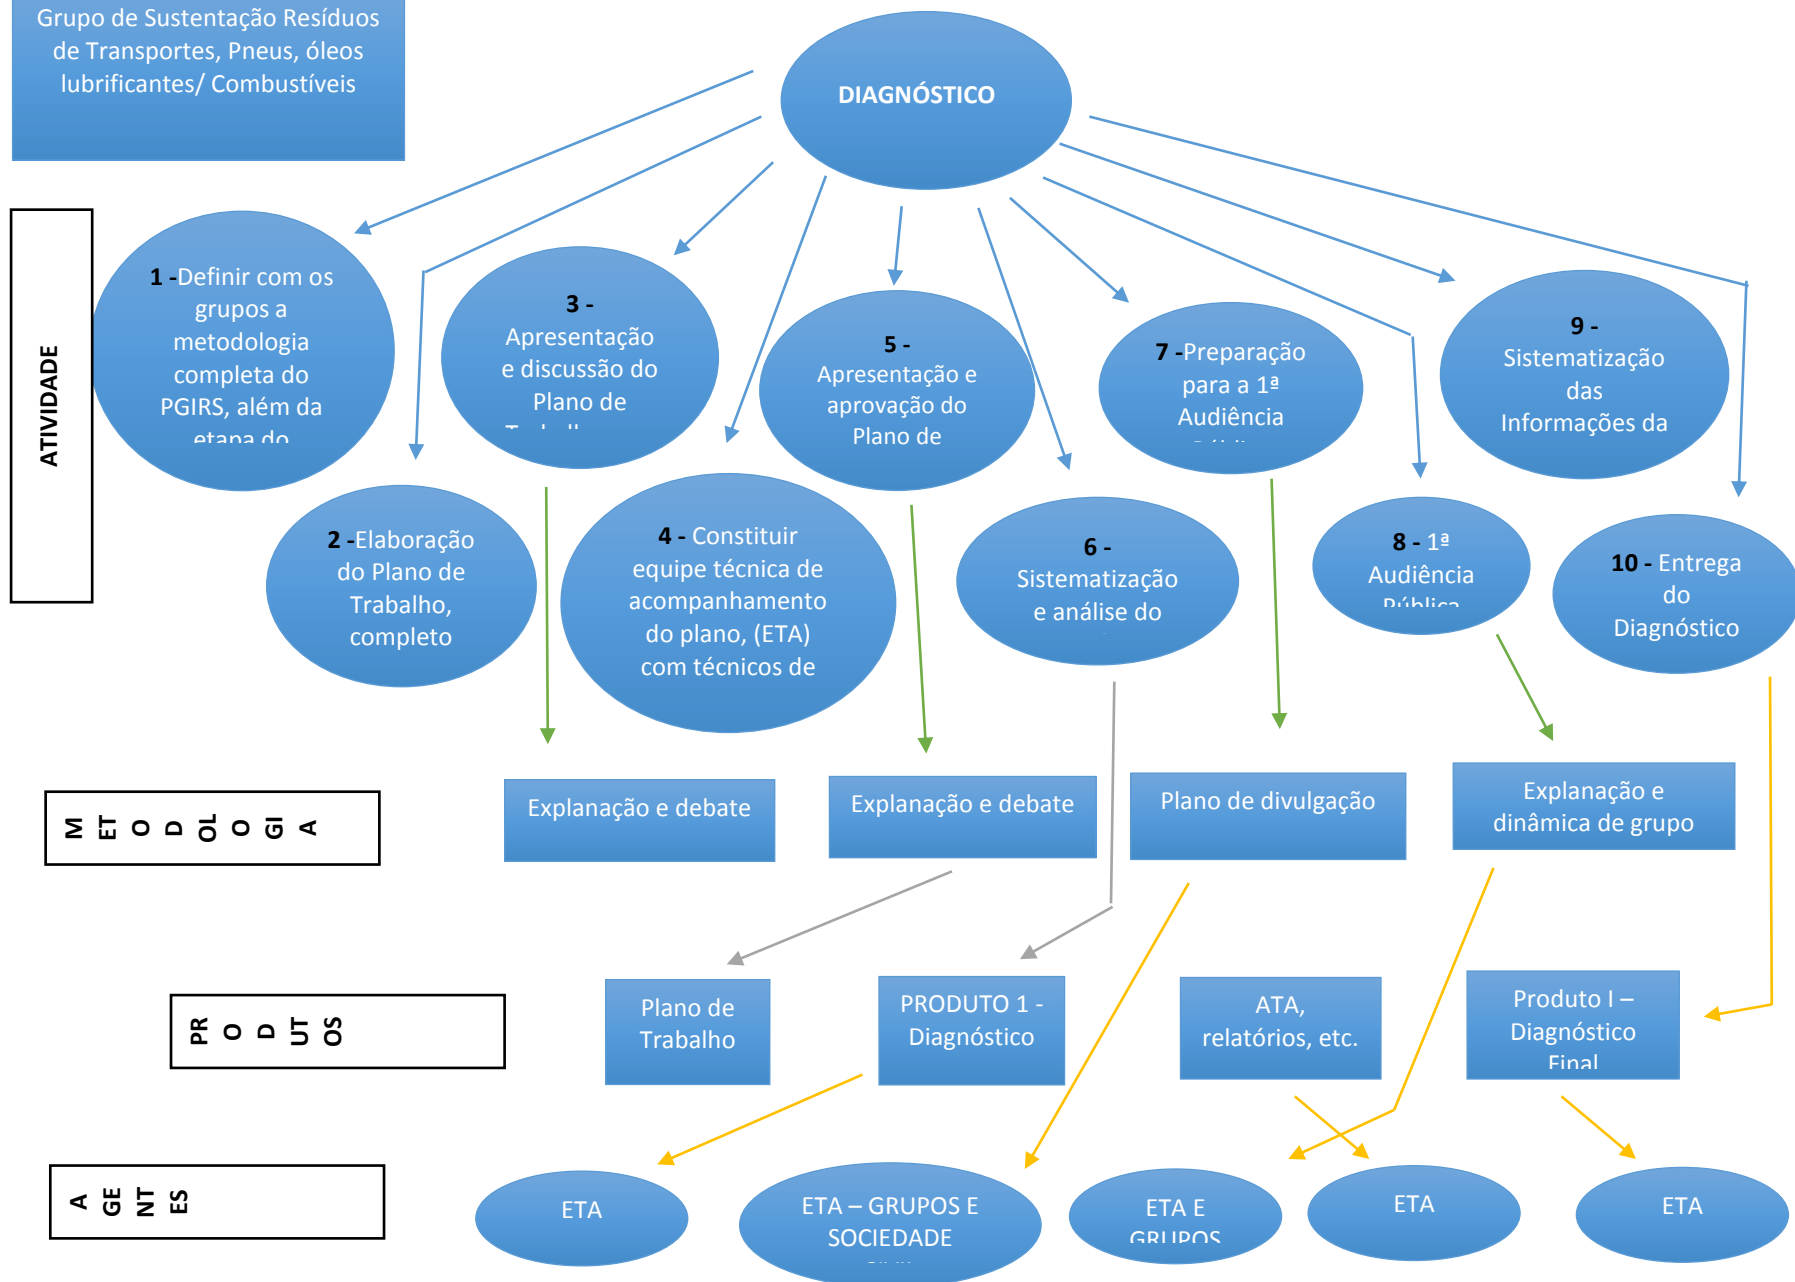 Grupo de Sustentação Resíduos
de Transportes, Pneus, óleos
lubrificantes/ Combustíveis
DIAGNÓSTICO
ATIVIDADE
1 -Definir com os
grupos a
metodologia
completa do
PGIRS, além da
etapa do
2 -Elaboração
do Plano de
Trabalho,
completo
3 -
Apresentação
e discussão do
Plano de
4 - Constituir
equipe técnica de
acompanhamento
do plano, (ETA)
com técnicos de
5 -
Apresentação e
aprovação do
Plano de
6 -
Sistematização
e análise do
7 -Preparação
para a 1ª
Audiência
8 - 1ª
Audiência
Pública
9 -
Sistematização
das
Informações da
10 - Entrega
do
Diagnóstico
M
ET
O
D
OL
O
GI
A
Explanação e debate
Explanação e debate
Plano de divulgação
Explanação e
dinâmica de grupo
PR
O
D
UT
OS
Plano de
Trabalho
PRODUTO 1 -
Diagnóstico
ATA,
relatórios, etc.
Produto I –
Diagnóstico
Final
A
GE
NT
ES
ETA
ETA – GRUPOS E
SOCIEDADE
ETA E
GRUPOS
ETA
ETA